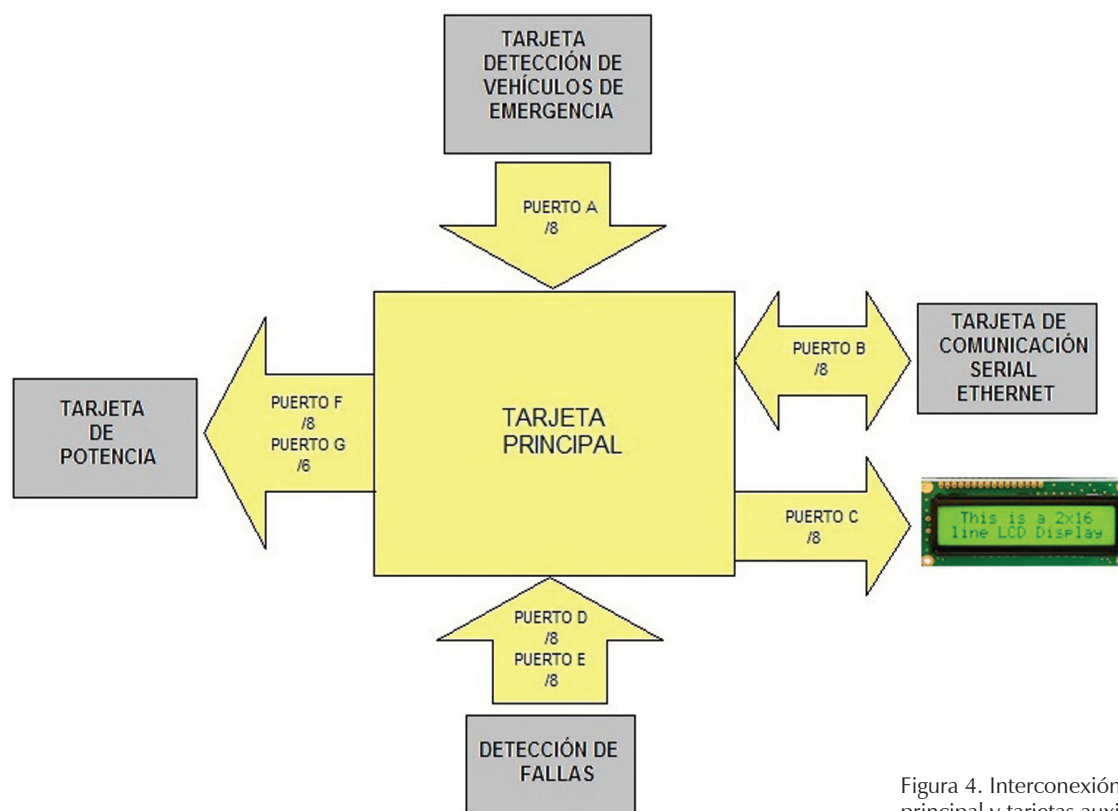 TARJETA
DETECCIÓN DE
VEHÍCULOS DE
EMERGENCIA
PUERTO A
/8
TARJETA
DE
POTENCIA
PUERTO F
/8
PUERTO G
/6
TARJETA
PRINCIPAL
PUERTO B
/8
TARJETA DE
COMUNICACIÓN
SERIAL
ETHERNET
PUERTO C
/8
This is a 2x16
line LCD Display
PUERTO D
/8
PUERTO E
/8
DETECCIÓN DE
FALLAS
Figura 4. Interconexión
principal y tarjetas